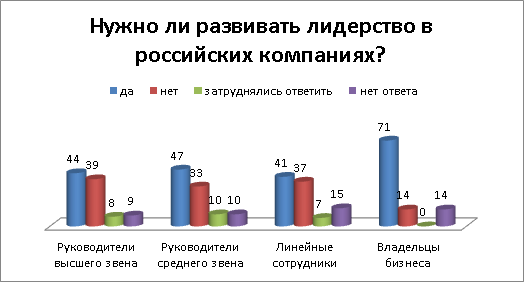 Нужно ли развивать лидерство в
российских компаниях?
да нет затруднялись ответить нет ответа
44 39 8 9 47 33 10 10 41 37 7 15 71 14 0 14
Руководители высшего звена
Руководители среднего звена
Линейные сотрудники
Владельцы бизнеса